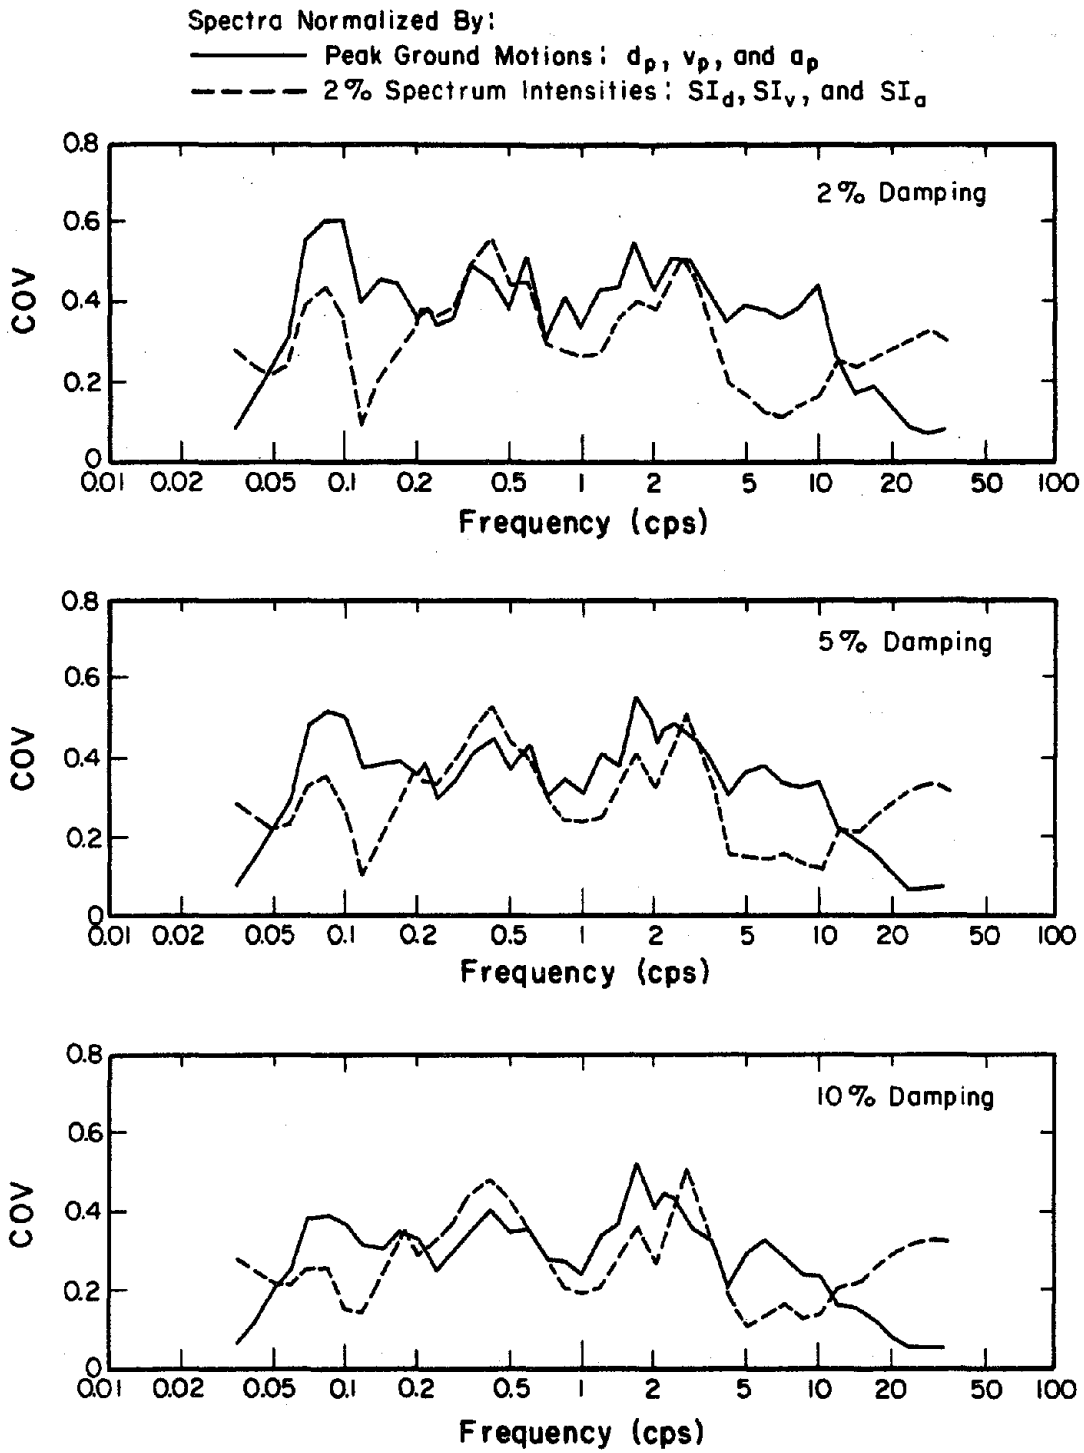 Spectra Normalized By:
Peak Ground Motions: dp, vp, and ap
2% Spectrum Intensities: SId, SIv, and SIa
0.8
0.6
0.4
0.2
0
COV
2% Damping
0.01 0.02 0.05 0.1 0.2 0.5 1 2 5 10 20 50 100
Frequency (cps)
0.8
0.6
0.4
0.2
0
COV
5% Damping
0.01 0.02 0.05 0.1 0.2 0.5 1 2 5 10 20 50 100
Frequency (cps)
0.8
0.6
0.4
0.2
0
COV
10% Damping
0.01 0.02 0.05 0.1 0.2 0.5 1 2 5 10 20 50 100
Frequency (cps)